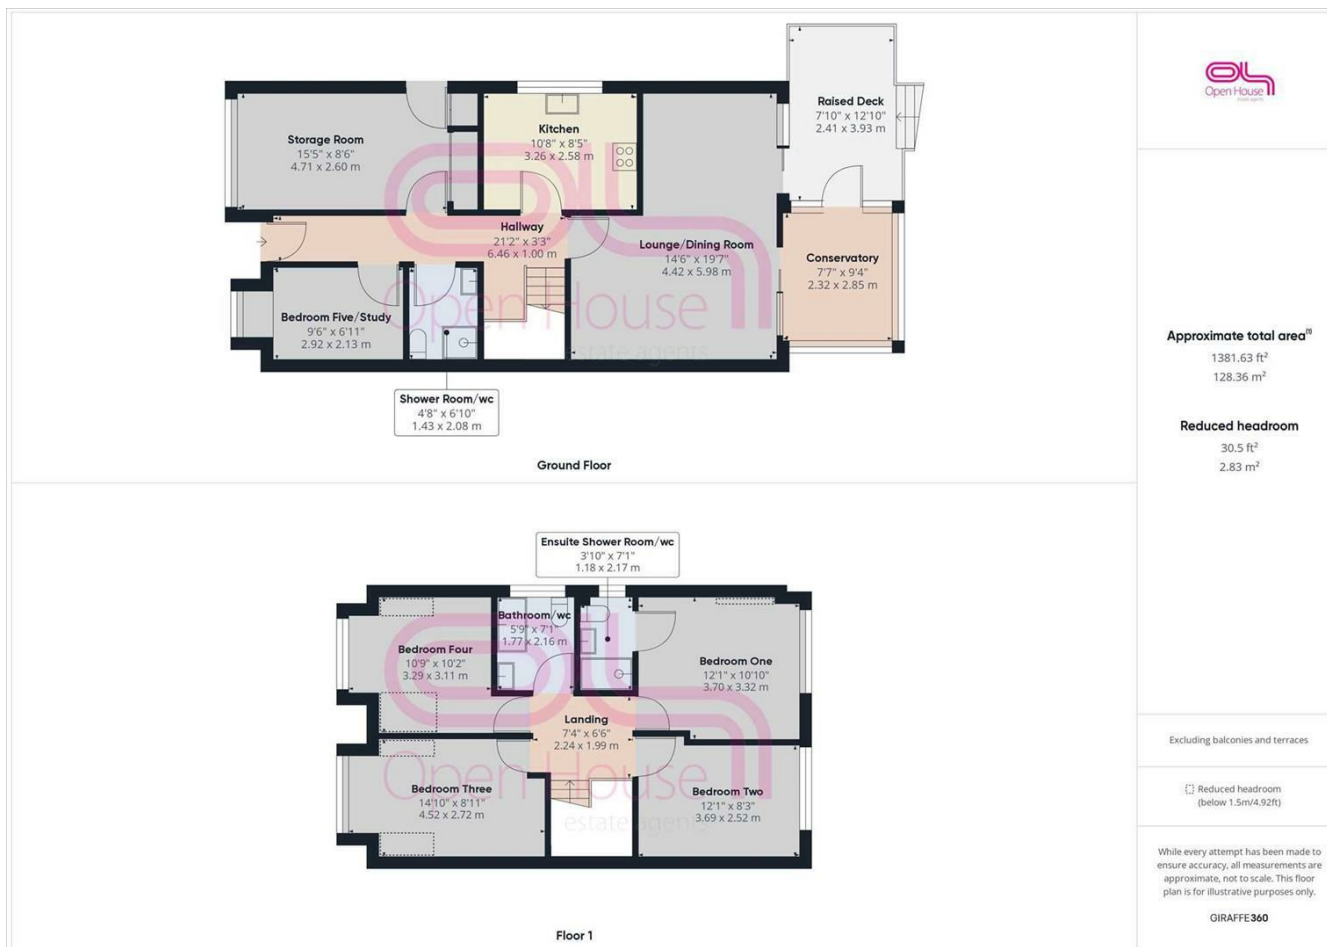 Raised Deck
7'10" x 12'10"
2.41 x 3.93 m
Storage Room
15'5" x 8'6"
4.71 x 2.60 m
Kitchen
10'8" x 8'5"
3.26 x 2.58 m
Hallway
21'2" x 3'3"
6.46 x 1.00 m
Lounge/Dining Room
14'6" x 19'7"
4.42 x 5.98 m
Conservatory
7'7" x 9'4"
2.32 x 2.85 m
Bedroom Five/Study
9'6" x 6'11"
2.92 x 2.13 m
Shower Room/wc
4'8" x 6'10"
1.43 x 2.08 m
Open House
estate agents
Ground Floor
Ensuite Shower Room/wc
3'10" x 7'1"
1.18 x 2.17 m
Bathroom/wc
5'9" x 7'1"
1.77 x 2.16 m
Bedroom Four
10'9" x 10'2"
3.29 x 3.11 m
Bedroom One
12'1" x 10'10"
3.70 x 3.32 m
Landing
7'4" x 6'6"
2.24 x 1.99 m
Bedroom Three
14'10" x 8'11"
4.52 x 2.72 m
Bedroom Two
12'1" x 8'3"
3.69 x 2.52 m
Open House
estate agents
Floor 1
Open House
estate agents
Approximate total area⁽¹⁾
1381.63 ft²
128.36 m²
Reduced headroom
30.5 ft²
2.83 m²
Excluding balconies and terraces
Reduced headroom
(below 1.5m/4.92ft)
While every attempt has been made to
ensure accuracy, all measurements are
approximate, not to scale. This floor
plan is for illustrative purposes only.
GIRAFFE360